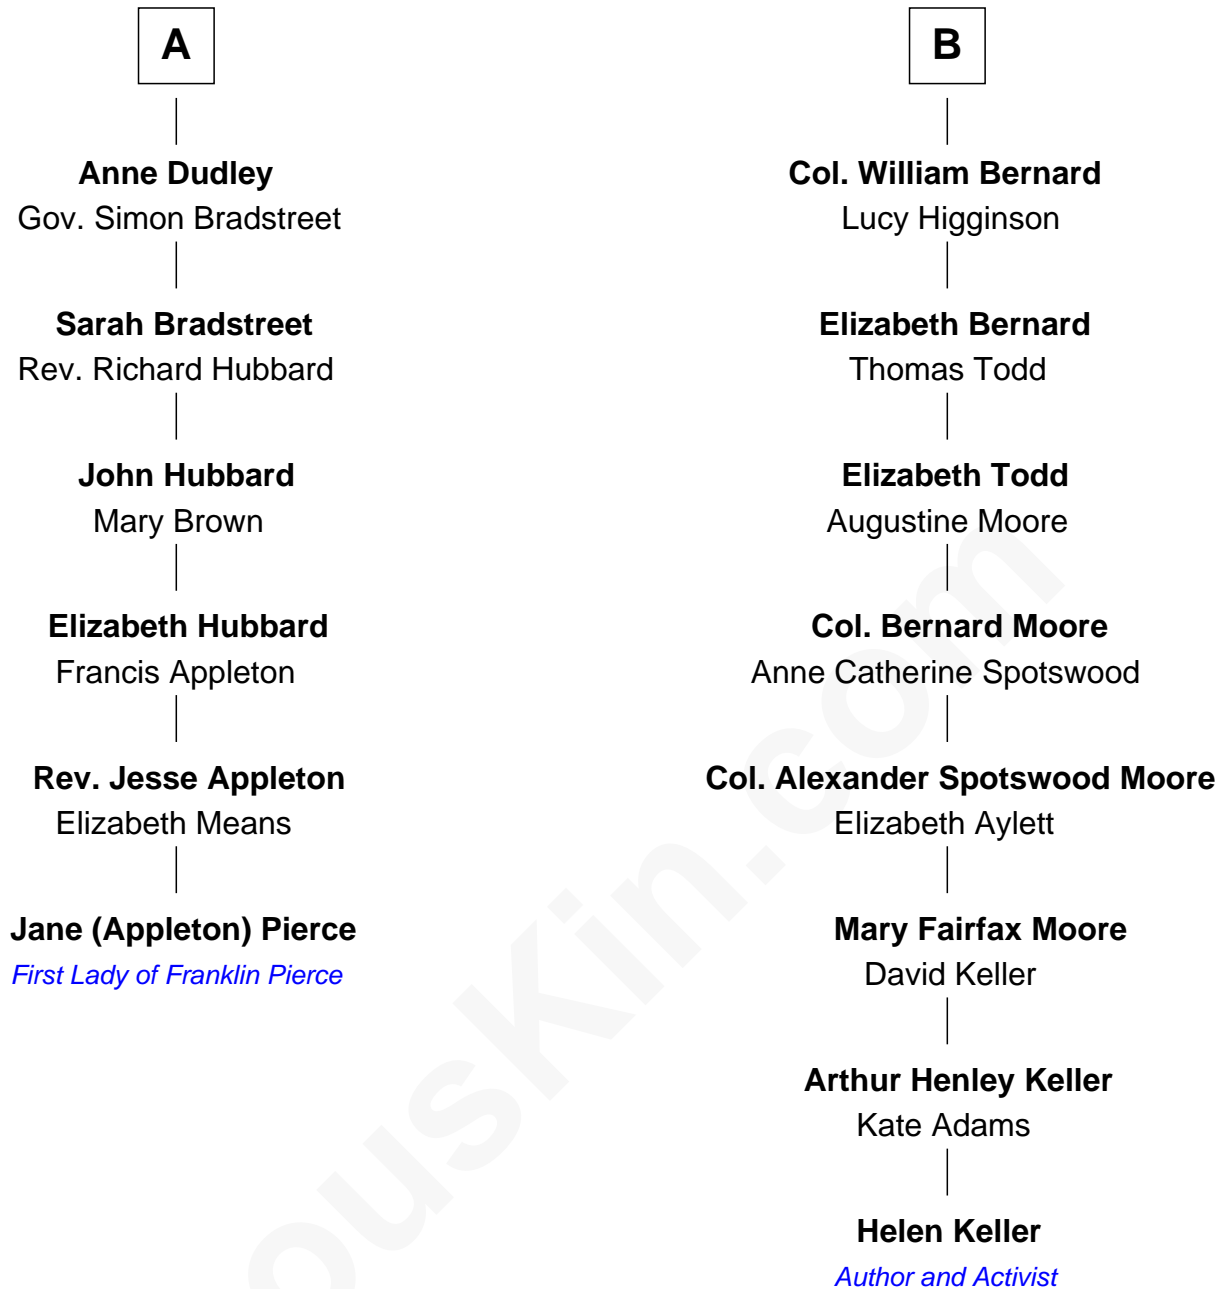 A
Anne Dudley
Gov. Simon Bradstreet
Sarah Bradstreet
Rev. Richard Hubbard
John Hubbard
Mary Brown
Elizabeth Hubbard
Francis Appleton
Rev. Jesse Appleton
Elizabeth Means
Jane (Appleton) Pierce
First Lady of Franklin Pierce
B
Col. William Bernard
Lucy Higginson
Elizabeth Bernard
Thomas Todd
Elizabeth Todd
Augustine Moore
Col. Bernard Moore
Anne Catherine Spotswood
Col. Alexander Spotswood Moore
Elizabeth Aylett
Mary Fairfax Moore
David Keller
Arthur Henley Keller
Kate Adams
Helen Keller
Author and Activist
ousKin.com